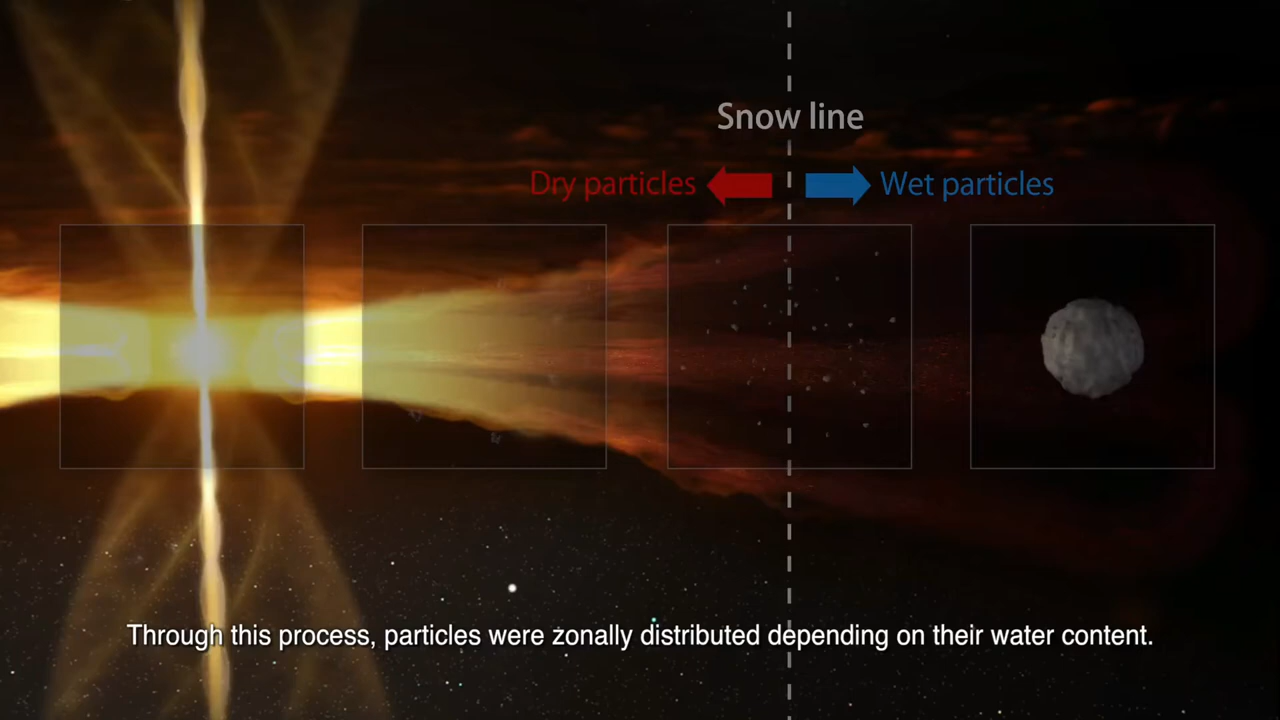 Snow line
Dry particles
Wet particles
Through this process, particles were zonally distributed depending on their water content.